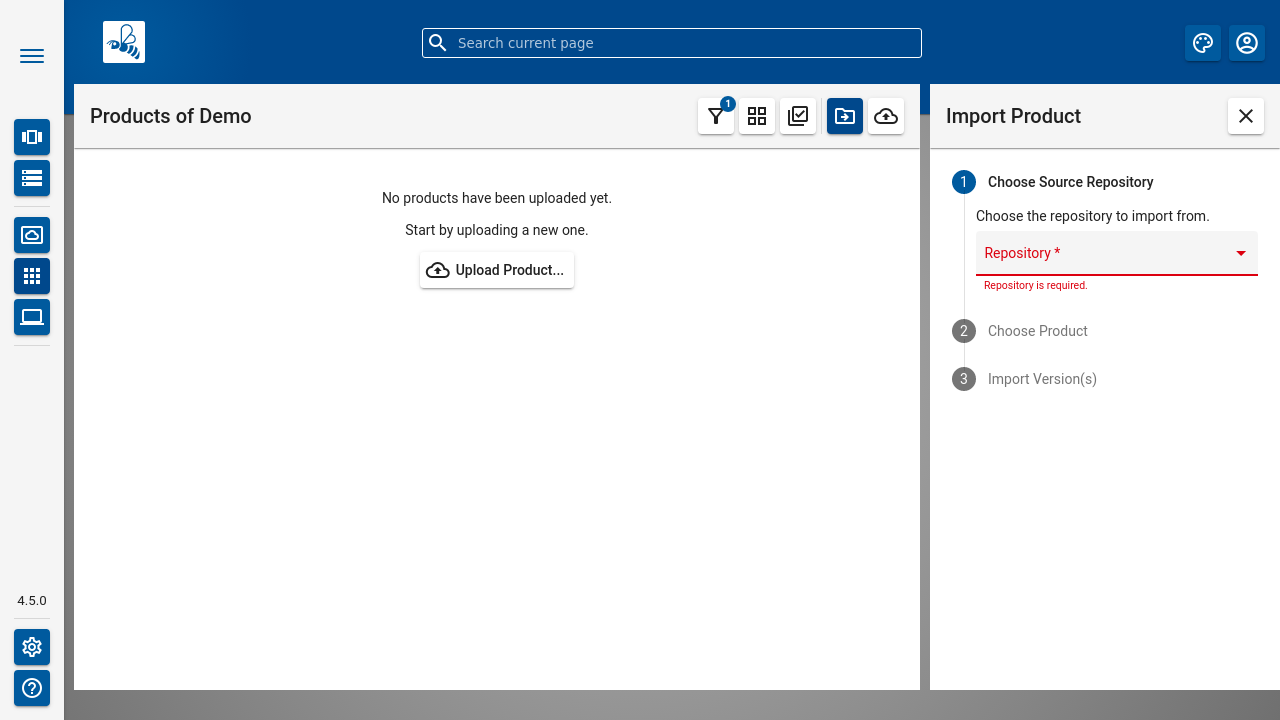 Search current page
Products of Demo
1
Import Product
No products have been uploaded yet.
Start by uploading a new one.
Upload Product...
1 Choose Source Repository
Choose the repository to import from.
Repository *
Repository is required.
2 Choose Product
3 Import Version(s)
4.5.0